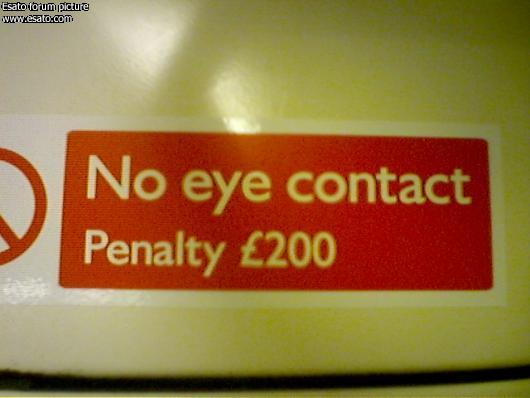 Esato forum picture
www.esato.com
No eye contact
Penalty £200